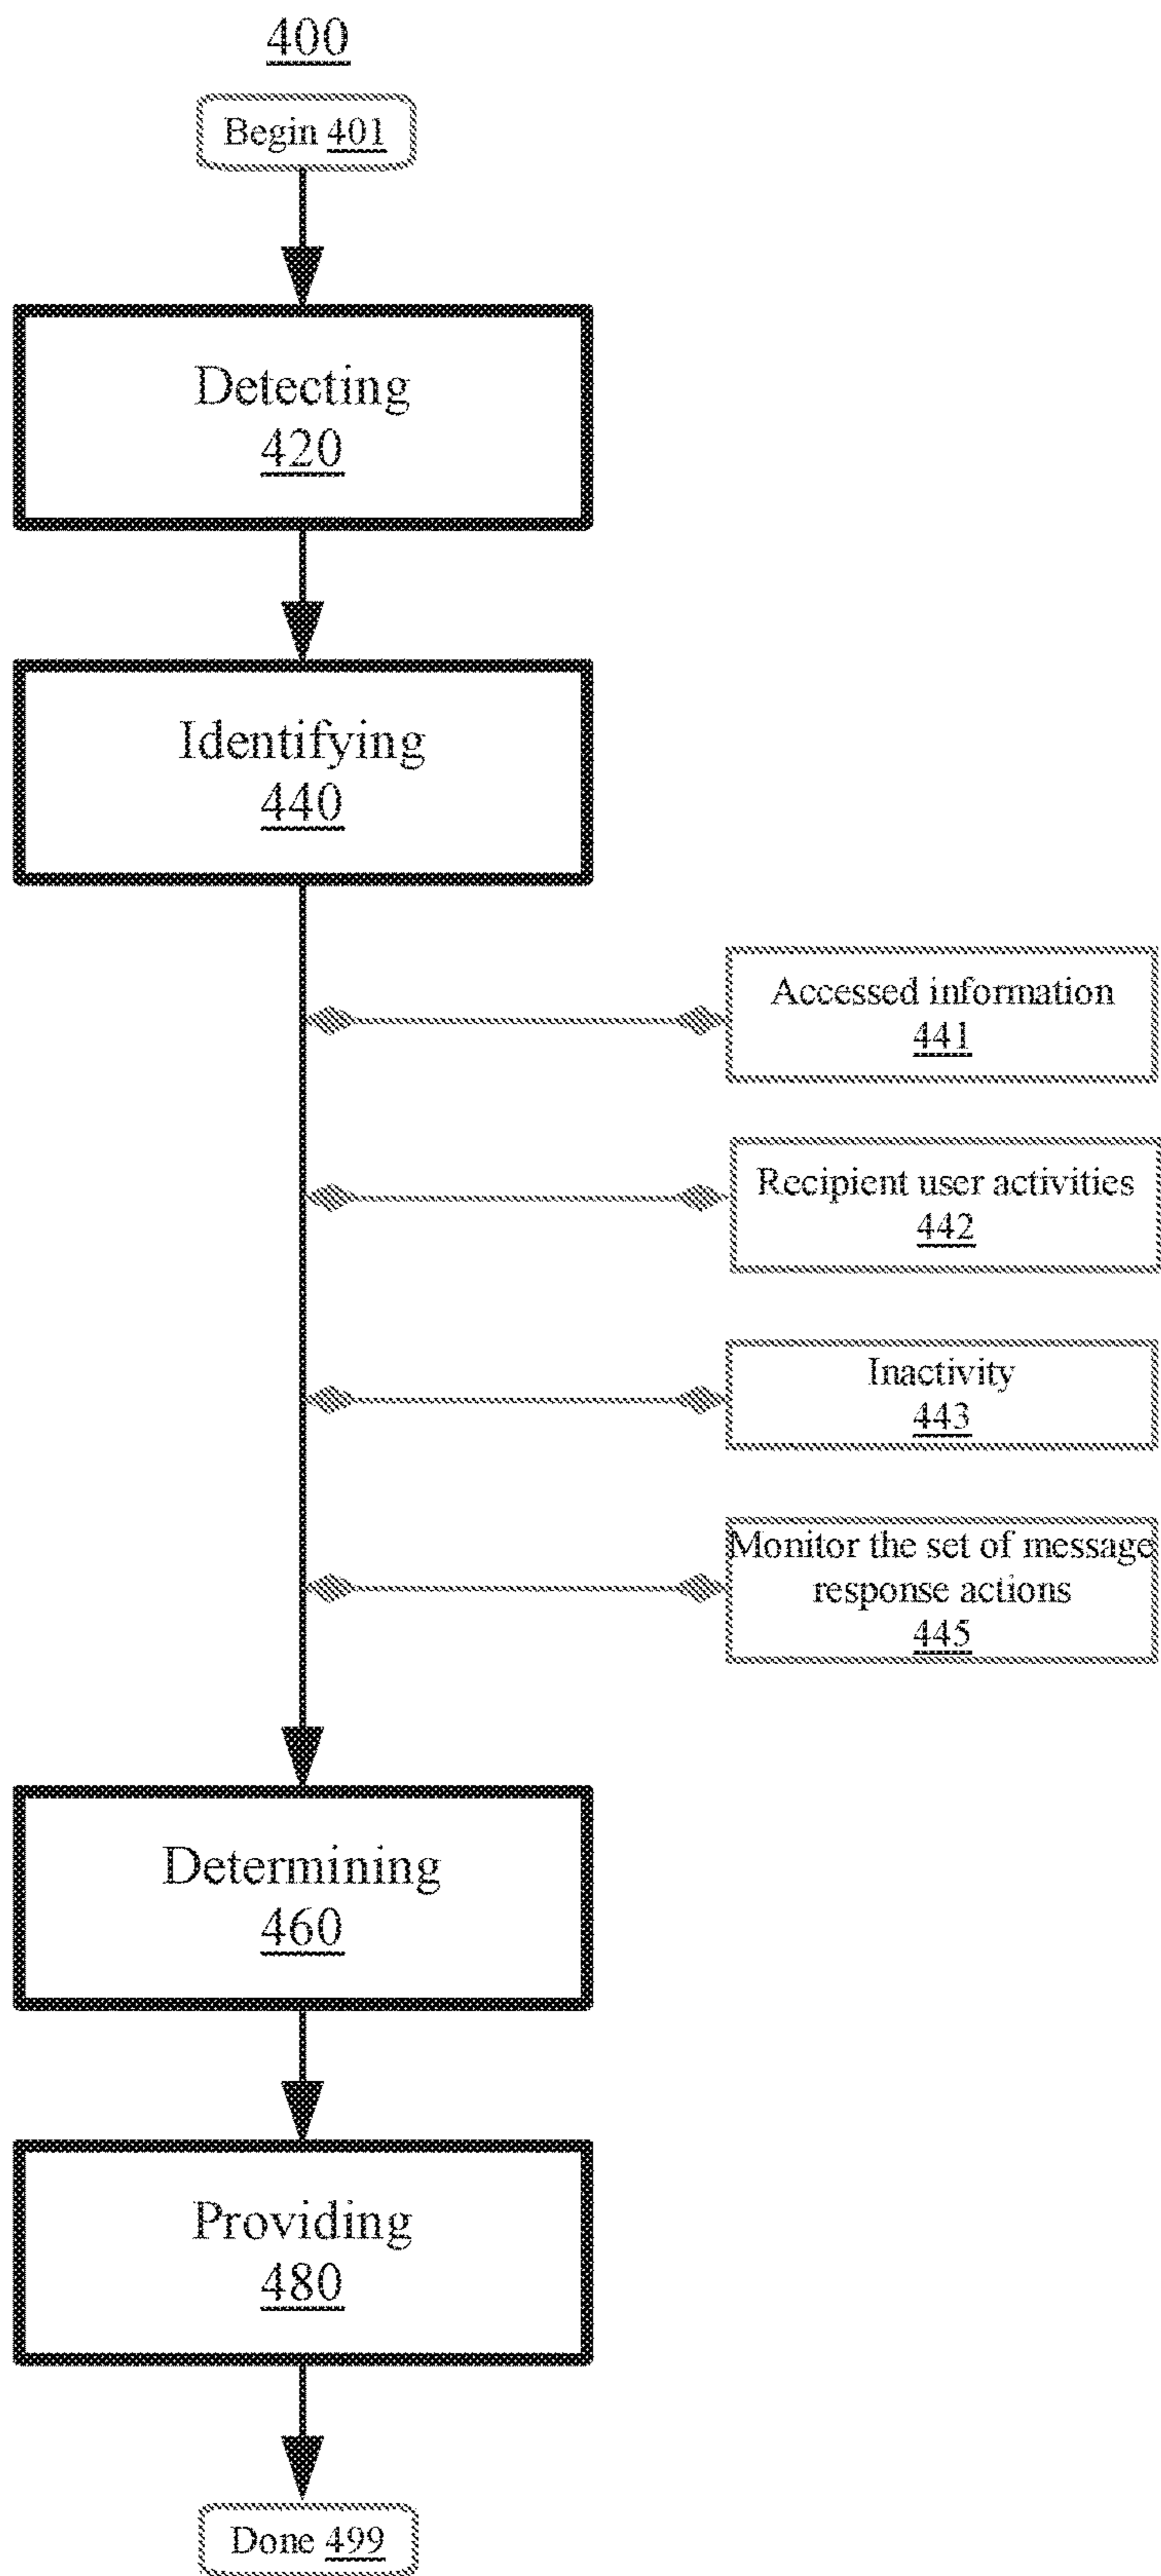 400
Begin 401
Detecting
420
Identifying
440
Accessed information
441
Recipient user activities
442
Inactivity
443
Monitor the set of message
response actions
445
Determining
460
Providing
480
Done 499